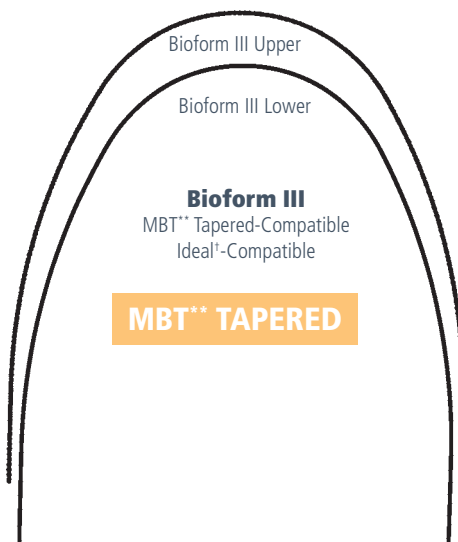 Bioform III Upper
Bioform III Lower
Bioform III
MBT** Tapered-Compatible
Ideal†-Compatible
MBT** TAPERED